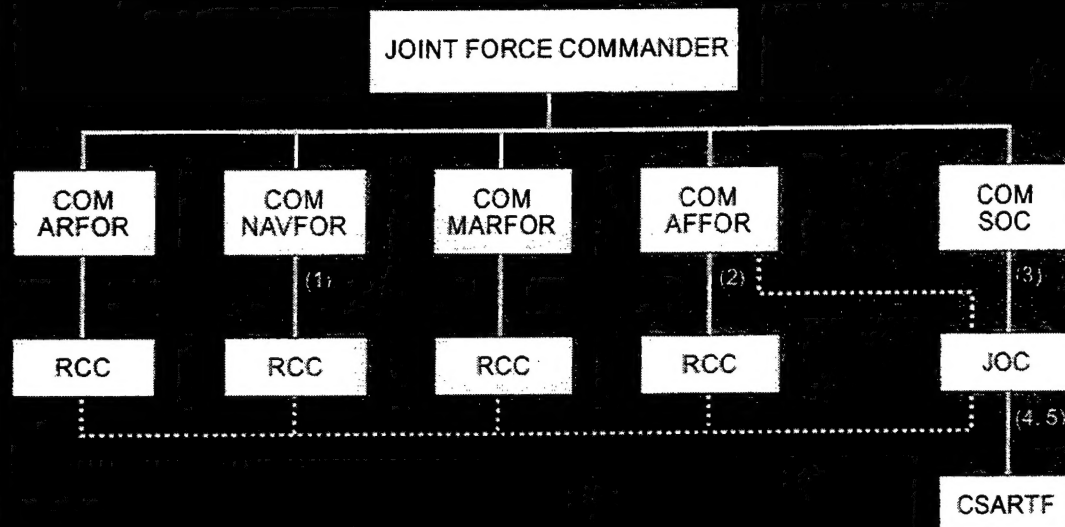 JOINT FORCE COMMANDER
COM
ARFOR
COM
NAVFOR
COM
MARFOR
COM
AFFOR
COM
SOC
(1)
(2)
(3)
RCC
RCC
RCC
RCC
JOC
(4, 5)
CSARTF